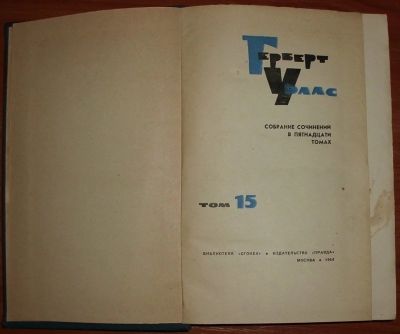 Герберт
Уэллс
СОБРАНИЕ СОЧИНЕНИЙ
В ПЯТНАДЦАТИ
ТОМАХ
ТОМ 15
БИБЛИОТЕКА «ОГОНЕК» • ИЗДАТЕЛЬСТВО «ПРАВДА»
МОСКВА • 1964